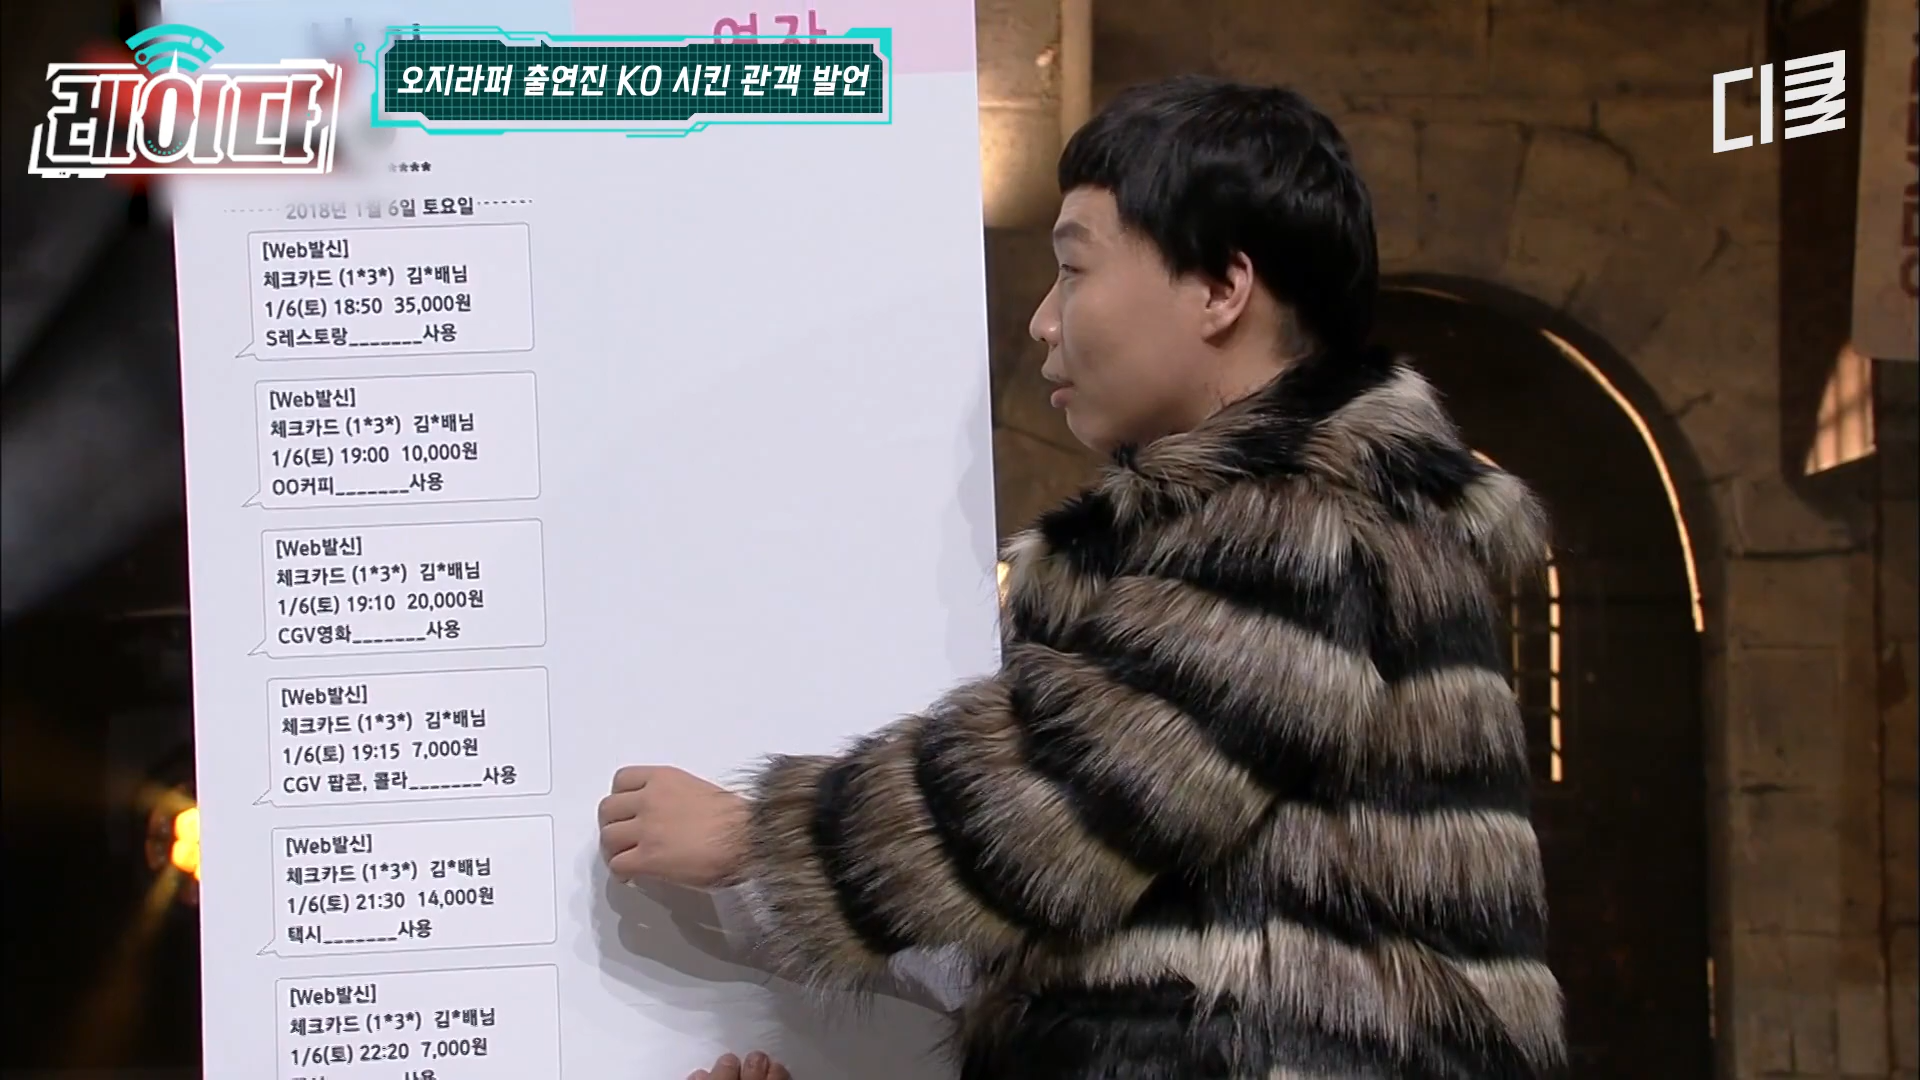 레이다
오지라퍼 출연진 KO 시킨 관객 발언
디클
여자
****
2018년 1월 6일 토요일
[Web발신]
체크카드 (1*3*) 김*배님
1/6(토) 18:50 35,000원
S레스토랑_______사용
[Web발신]
체크카드 (1*3*) 김*배님
1/6(토) 19:00 10,000원
OO커피_______사용
[Web발신]
체크카드 (1*3*) 김*배님
1/6(토) 19:10 20,000원
CGV영화_______사용
[Web발신]
체크카드 (1*3*) 김*배님
1/6(토) 19:15 7,000원
CGV 팝콘, 콜라_______사용
[Web발신]
체크카드 (1*3*) 김*배님
1/6(토) 21:30 14,000원
택시_______사용
[Web발신]
체크카드 (1*3*) 김*배님
1/6(토) 22:20 7,000원
사용